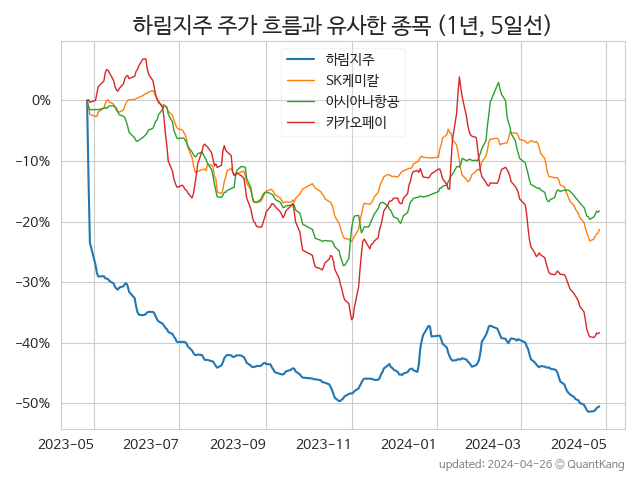 하림지주 주가 흐름과 유사한 종목 (1년, 5일선)
하림지주
SK케미칼
아시아나항공
카카오페이
0%
−10%
−20%
−30%
−40%
−50%
2023-05 2023-07 2023-09 2023-11 2024-01 2024-03 2024-05
updated: 2024-04-26 © QuantKang